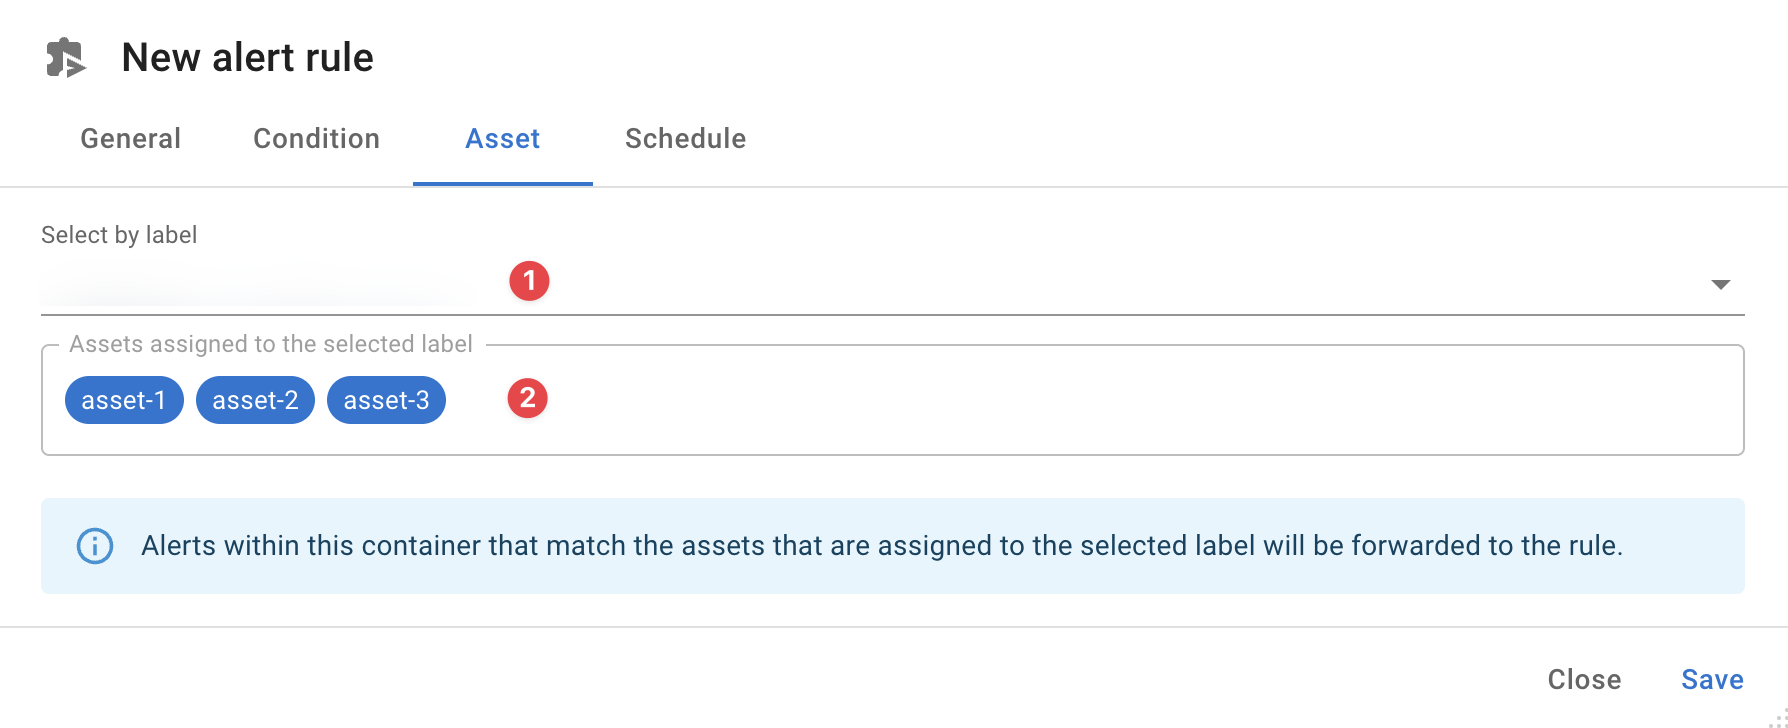 New alert rule
General Condition Asset Schedule
Select by label
1
Assets assigned to the selected label
asset-1 asset-2 asset-3 2
Alerts within this container that match the assets that are assigned to the selected label will be forwarded to the rule.
Close Save